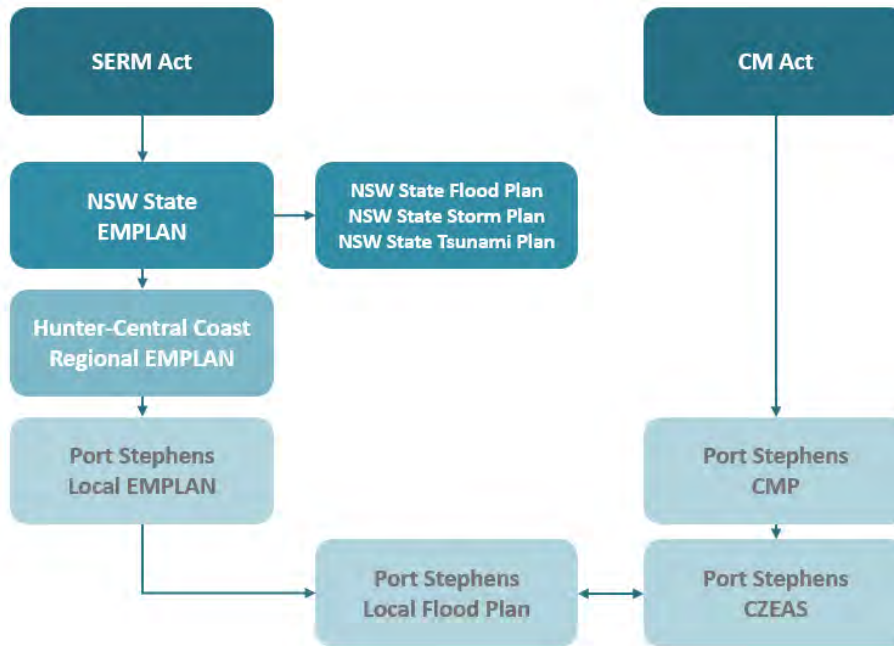 SERM Act
CM Act
NSW State
EMPLAN
NSW State Flood Plan
NSW State Storm Plan
NSW State Tsunami Plan
Hunter-Central Coast
Regional EMPLAN
Port Stephens
Local EMPLAN
Port Stephens
CMP
Port Stephens
Local Flood Plan
Port Stephens
CZEAS